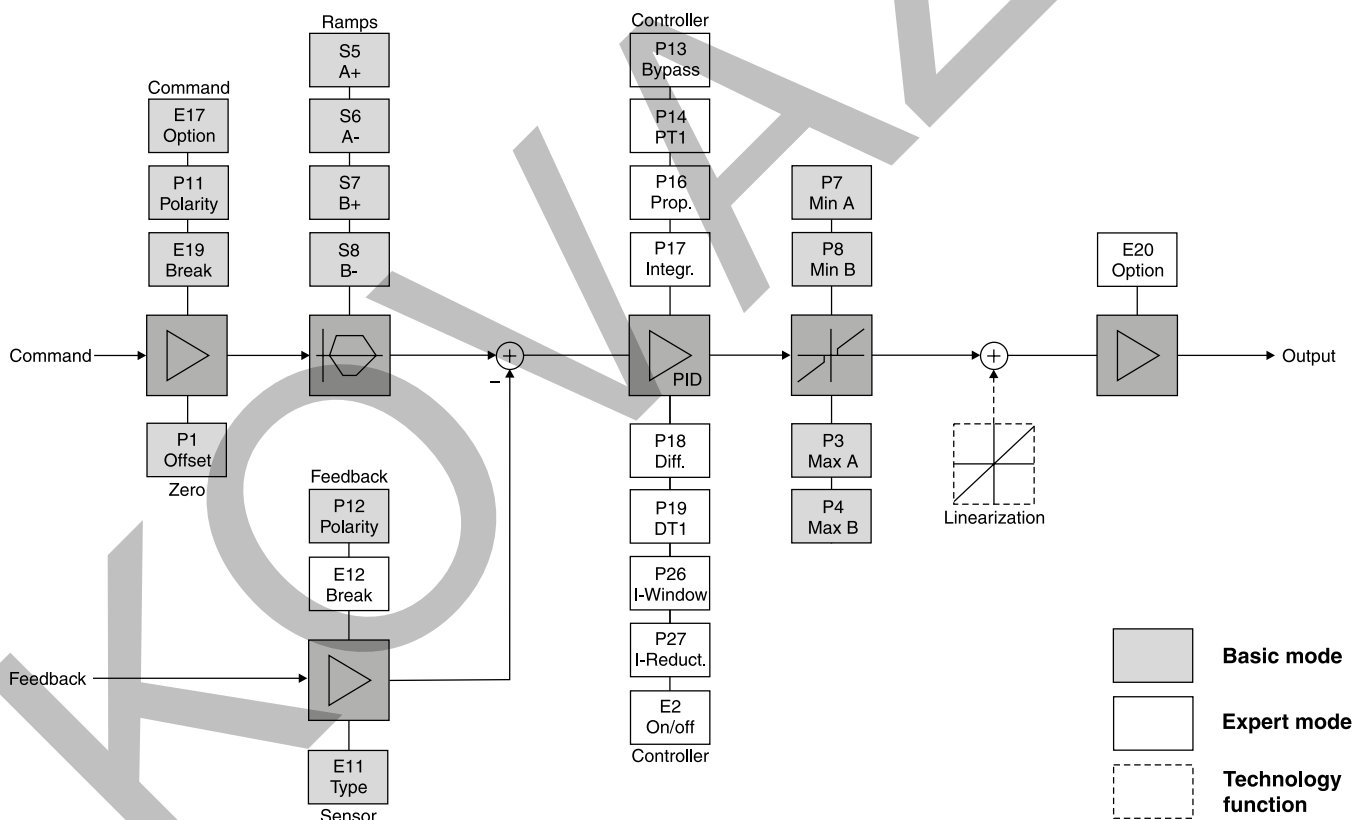 Ramps
S5
A+
S6
A-
S7
B+
S8
B-
Command
E17
Option
P11
Polarity
E19
Break
Command
P1
Offset
Zero
Feedback
P12
Polarity
E12
Break
Feedback
E11
Type
Sensor
+
–
Controller
P13
Bypass
P14
PT1
P16
Prop.
P17
Integr.
PID
P18
Diff.
P19
DT1
P26
I-Window
P27
I-Reduct.
E2
On/off
Controller
P7
Min A
P8
Min B
P3
Max A
P4
Max B
+
Linearization
E20
Option
Output
Basic mode
Expert mode
Technology
function
KOVAZ